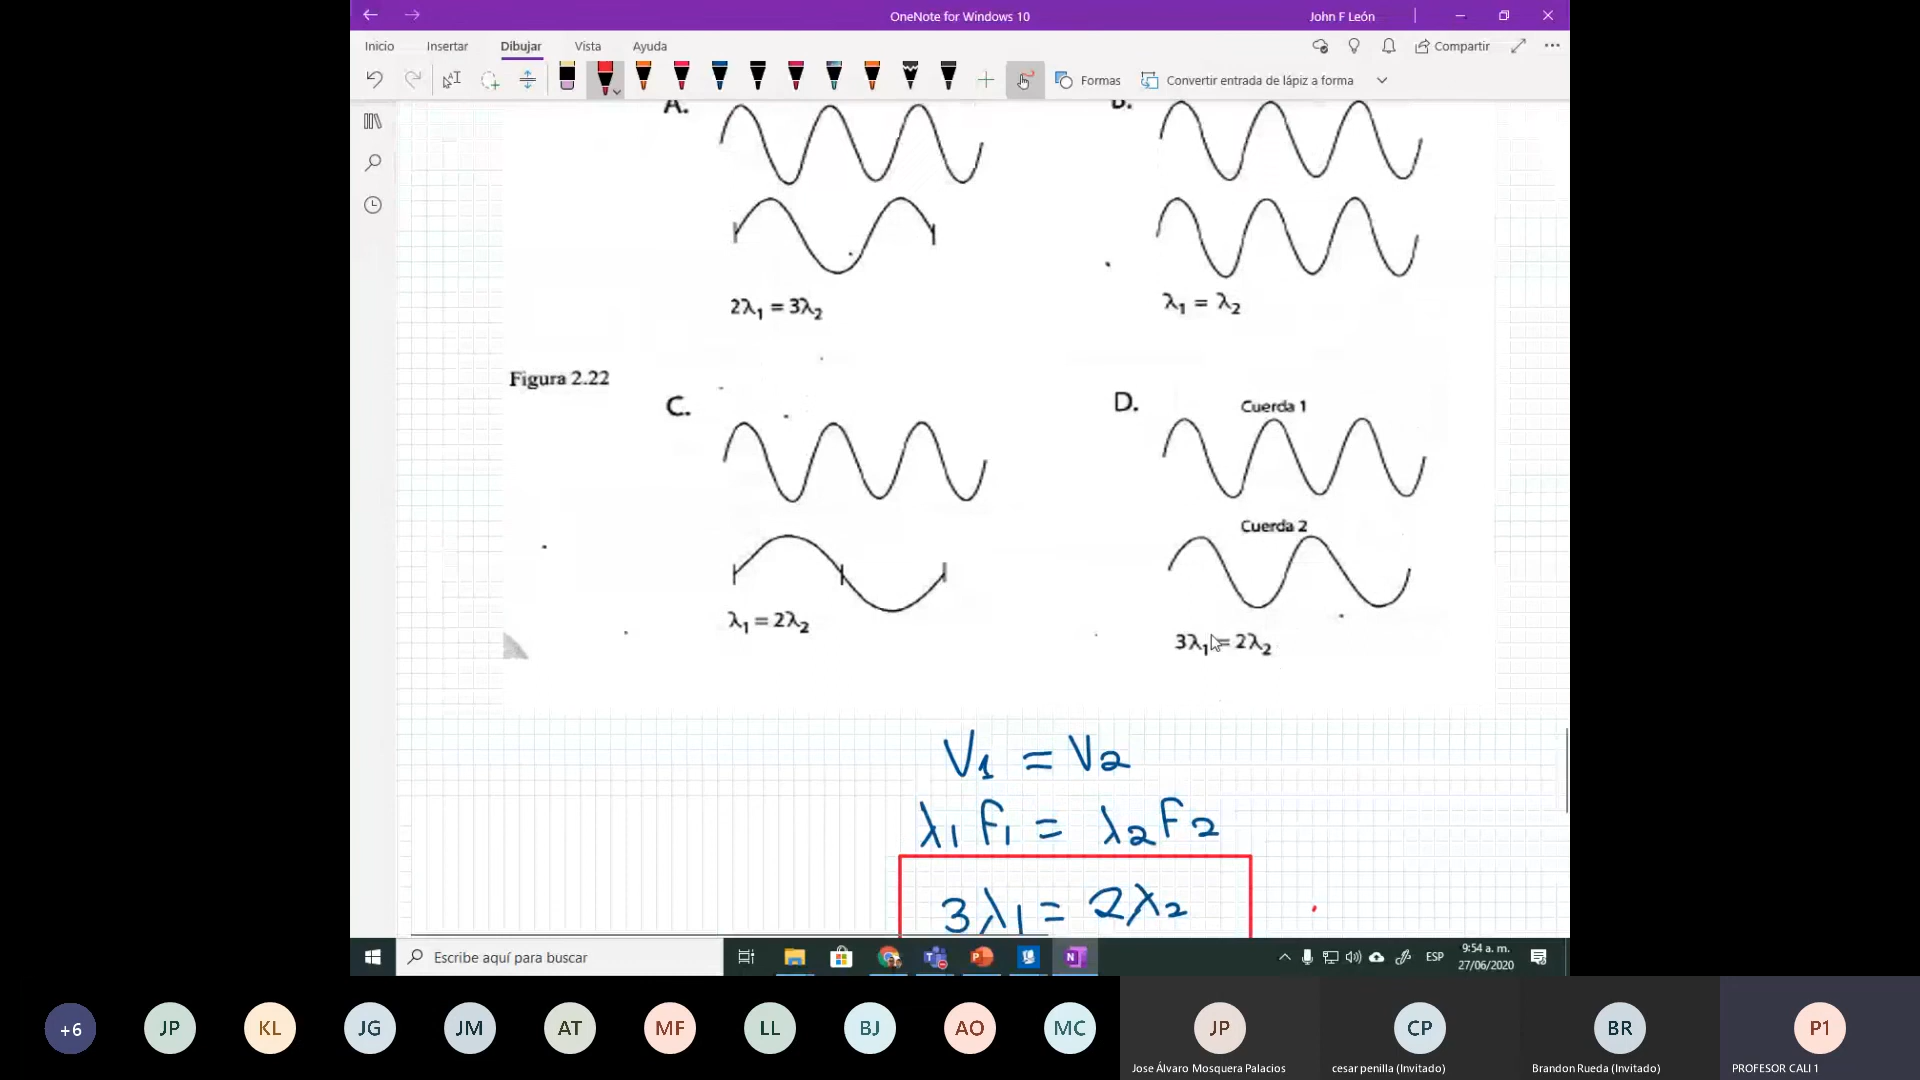 OneNote for Windows 10
John F León
Inicio Insertar Dibujar Vista Ayuda
Compartir
Formas
Convertir entrada de lápiz a forma
A.
B.
2λ₁ = 3λ₂
λ₁ = λ₂
Figura 2.22
C.
D.
Cuerda 1
Cuerda 2
λ₁ = 2λ₂
3λ₁ = 2λ₂
V1 = V2
λ1 F1 = λ2 F2
3λ1 = 2λ2
Escribe aquí para buscar
ESP
9:54 a. m.
27/06/2020
+6 JP KL JG JM AT MF LL BJ AO MC JP CP BR P1
Jose Álvaro Mosquera Palacios
cesar penilla (Invitado)
Brandon Rueda (Invitado)
PROFESOR CALI 1